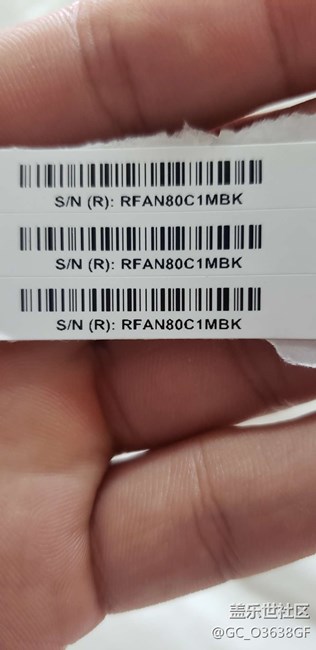 S/N (R): RFAN80C1MBK
S/N (R): RFAN80C1MBK
S/N (R): RFAN80C1MBK
盖乐世社区
@GC_O3638GF